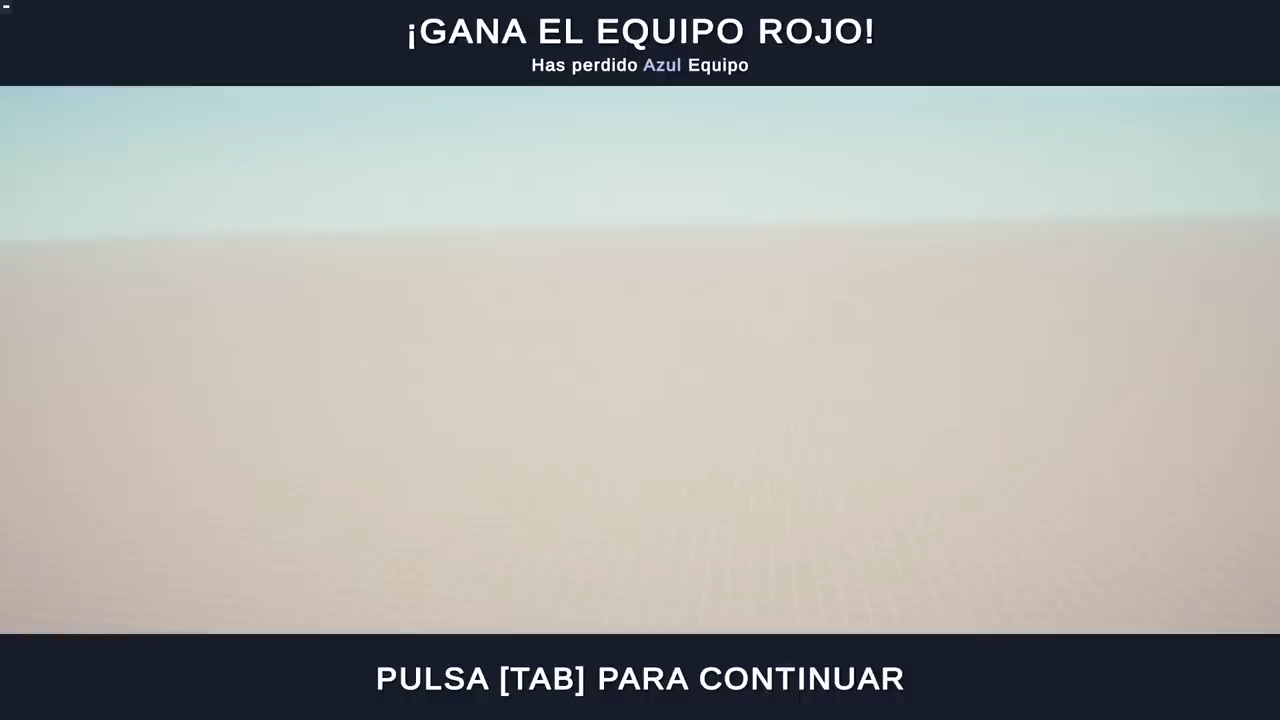 ¡GANA EL EQUIPO ROJO!
Has perdido Azul Equipo
PULSA [TAB] PARA CONTINUAR